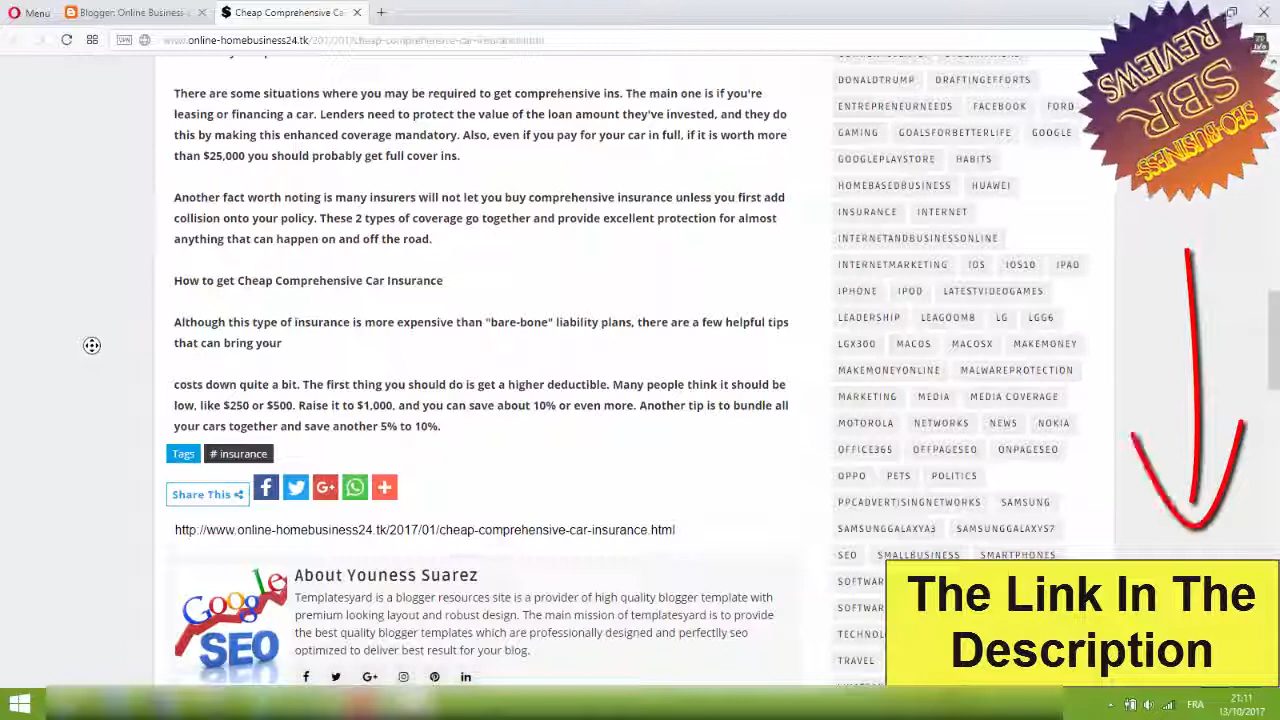 Menu
Blogger: Online Business
Cheap Comprehensive Ca
VPN
www.online-homebusiness24.tk/2017/01/cheap-comprehensive-car-insurance.html
There are some situations where you may be required to get comprehensive ins. The main one is if you're
leasing or financing a car. Lenders need to protect the value of the loan amount they've invested, and they do
this by making this enhanced coverage mandatory. Also, even if you pay for your car in full, if it is worth more
than $25,000 you should probably get full cover ins.
Another fact worth noting is many insurers will not let you buy comprehensive insurance unless you first add
collision onto your policy. These 2 types of coverage go together and provide excellent protection for almost
anything that can happen on and off the road.
How to get Cheap Comprehensive Car Insurance
Although this type of insurance is more expensive than "bare-bone" liability plans, there are a few helpful tips
that can bring your
costs down quite a bit. The first thing you should do is get a higher deductible. Many people think it should be
low, like $250 or $500. Raise it to $1,000, and you can save about 10% or even more. Another tip is to bundle all
your cars together and save another 5% to 10%.
Tags # insurance
Share This
http://www.online-homebusiness24.tk/2017/01/cheap-comprehensive-car-insurance.html
Google
SEO
About Youness Suarez
Templatesyard is a blogger resources site is a provider of high quality blogger template with
premium looking layout and robust design. The main mission of templatesyard is to provide
the best quality blogger templates which are professionally designed and perfectlly seo
optimized to deliver best result for your blog.
DONALDTRUMP DRAFTINGEFFORTS
ENTREPRENEURNEEDS FACEBOOK FORD
GAMING GOALSFORBETTERLIFE GOOGLE
GOOGLEPLAYSTORE HABITS
HOMEBASEDBUSINESS HUAWEI
INSURANCE INTERNET
INTERNETANDBUSINESSONLINE
INTERNETMARKETING IOS IOS10 IPAD
IPHONE IPOD LATESTVIDEOGAMES
LEADERSHIP LEAGOOM8 LG LGG6
LGX300 MACOS MACOSX MAKEMONEY
MAKEMONEYONLINE MALWAREPROTECTION
MARKETING MEDIA MEDIA COVERAGE
MOTOROLA NETWORKS NEWS NOKIA
OFFICE365 OFFPAGESEO ONPAGESEO
OPPO PETS POLITICS
PPCADVERTISINGNETWORKS SAMSUNG
SAMSUNGGALAXYA3 SAMSUNGGALAXYS7
SEO SMALLBUSINESS SMARTPHONES
TRAVEL
SEO-BUSINESS-
SBR
REVIEWS
The Link In The
Description
FRA
21:11
13/10/2017